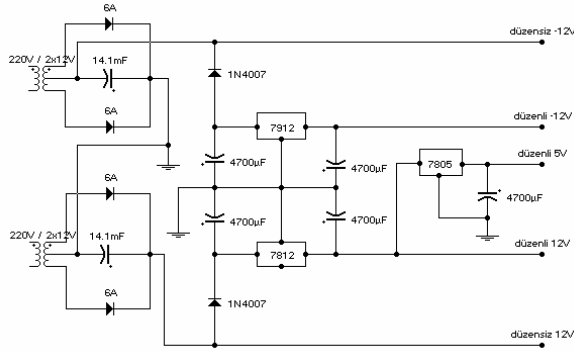 6A
düzensiz -12V
220V / 2x12V
14.1mF
1N4007
6A
7912
düzenli -12V
4700µF
4700µF
7805
düzenli 5V
6A
4700µF
4700µF
4700µF
220V / 2x12V
14.1mF
7812
düzenli 12V
6A
1N4007
düzensiz 12V